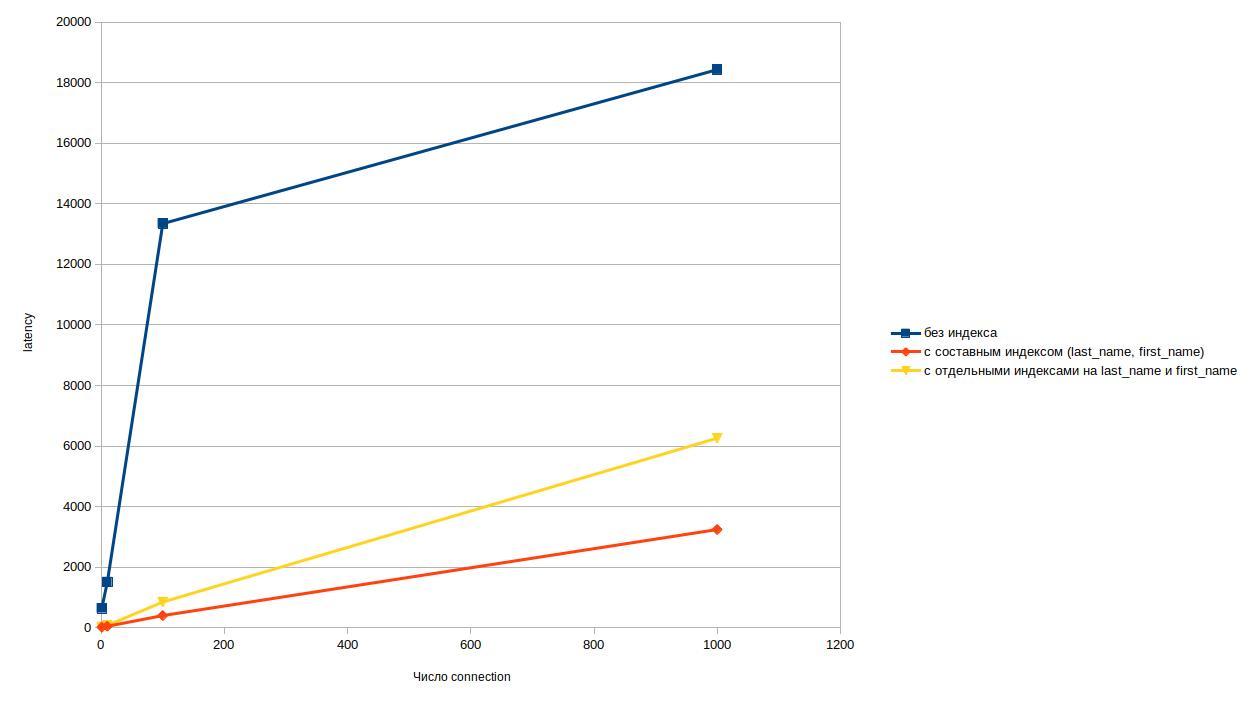 20000
18000
16000
14000
12000
10000
8000
6000
4000
2000
0
latency
0 200 400 600 800 1000 1200
Число connection
без индекса
с составным индексом (last_name, first_name)
с отдельными индексами на last_name и first_name